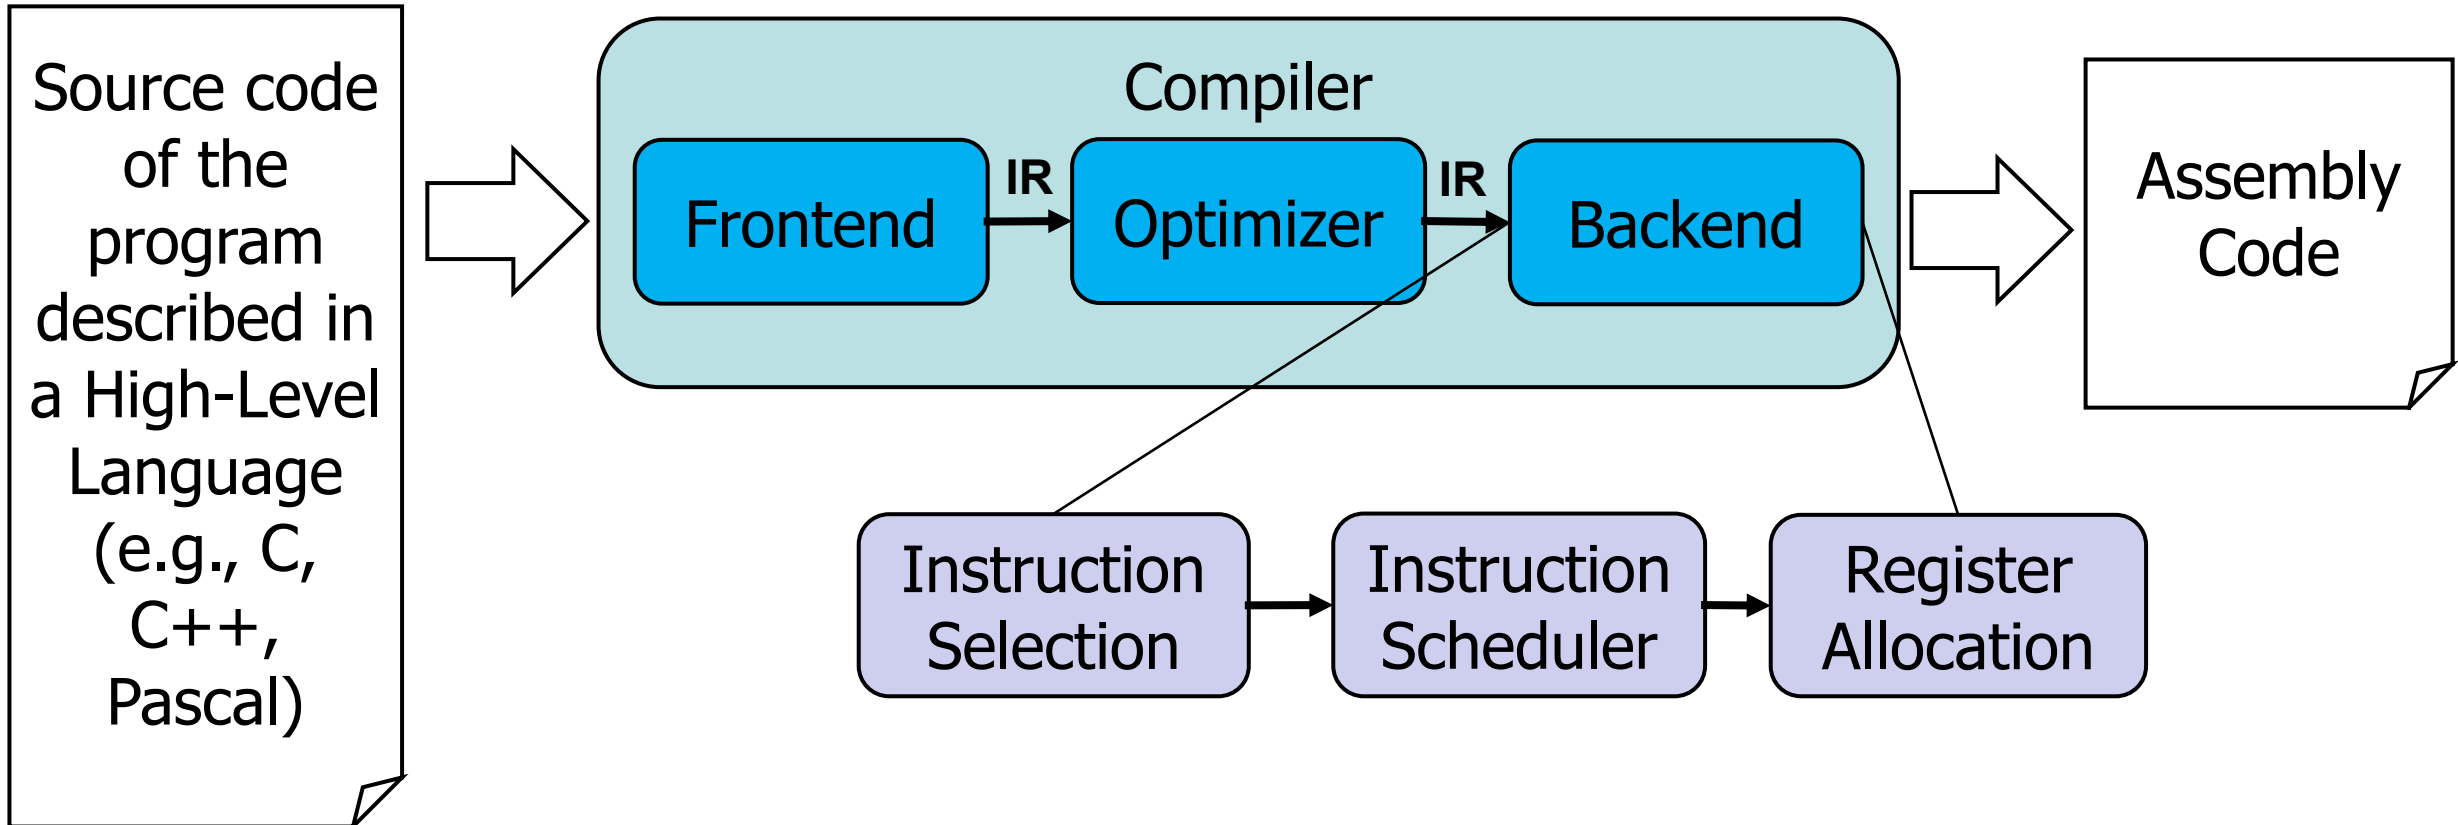 Source code
of the
program
described in
a High-Level
Language
(e.g., C,
C++,
Pascal)
Compiler
Frontend
IR
Optimizer
IR
Backend
Assembly
Code
Instruction
Selection
Instruction
Scheduler
Register
Allocation